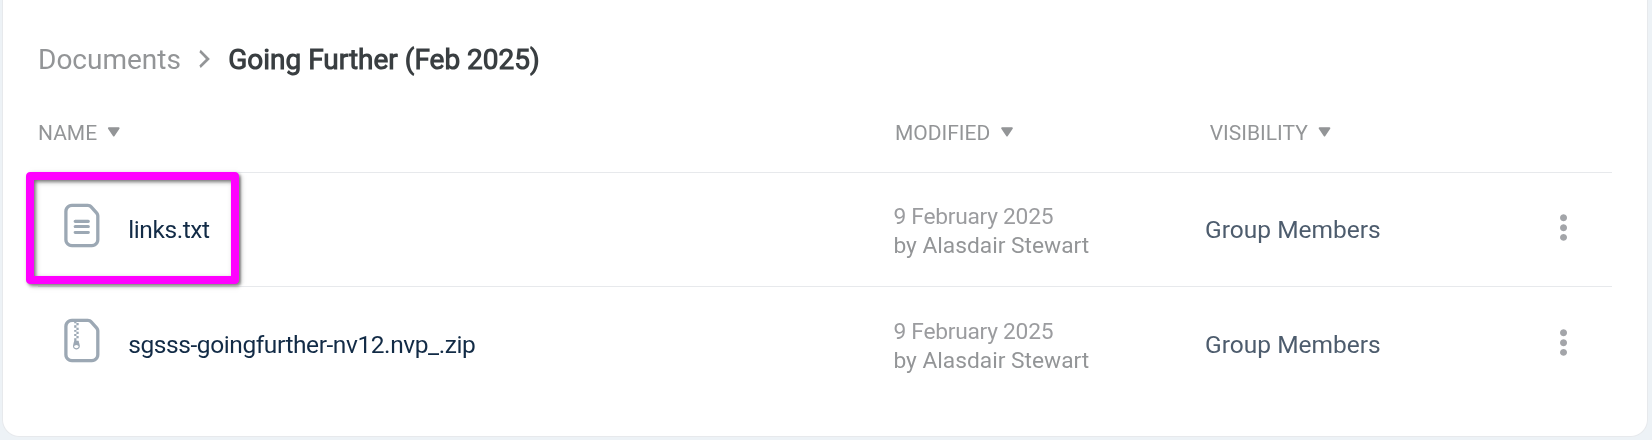 Documents > Going Further (Feb 2025)
NAME ▼ MODIFIED ▼ VISIBILITY ▼
links.txt
9 February 2025
by Alasdair Stewart
Group Members
sgsss-goingfurther-nv12.nvp_.zip
9 February 2025
by Alasdair Stewart
Group Members